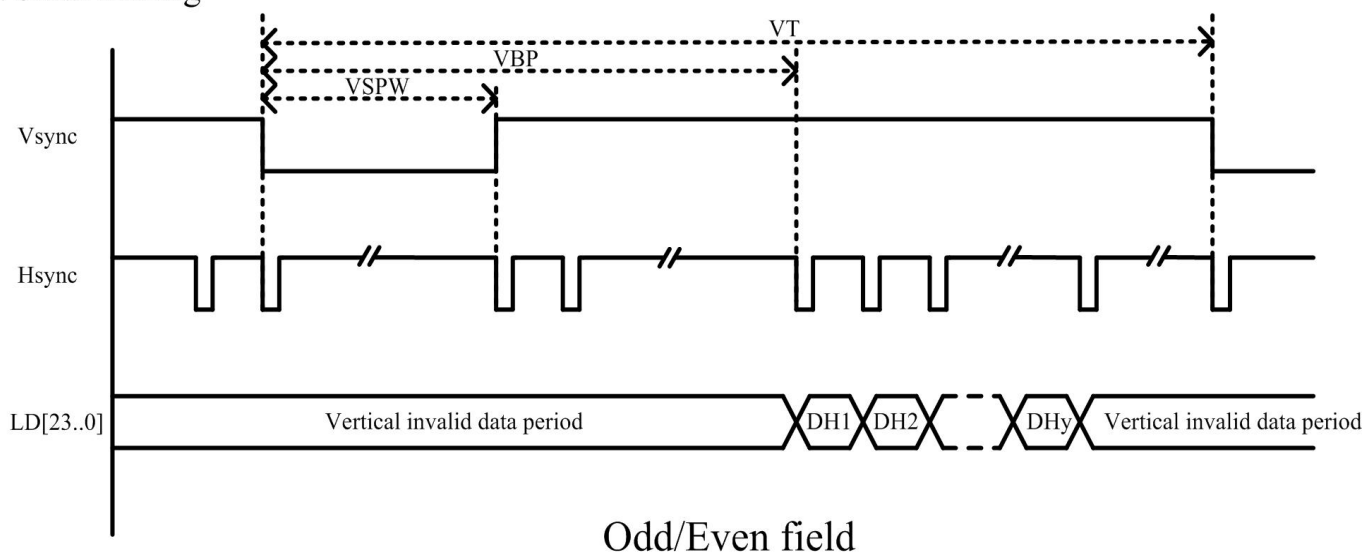 VT
VBP
VSPW
Vsync
Hsync
LD[23..0] Vertical invalid data period DH1 DH2 DHy Vertical invalid data period
Odd/Even field